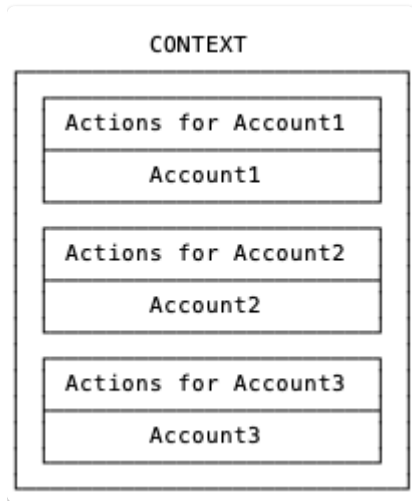 CONTEXT
Actions for Account1
Account1
Actions for Account2
Account2
Actions for Account3
Account3